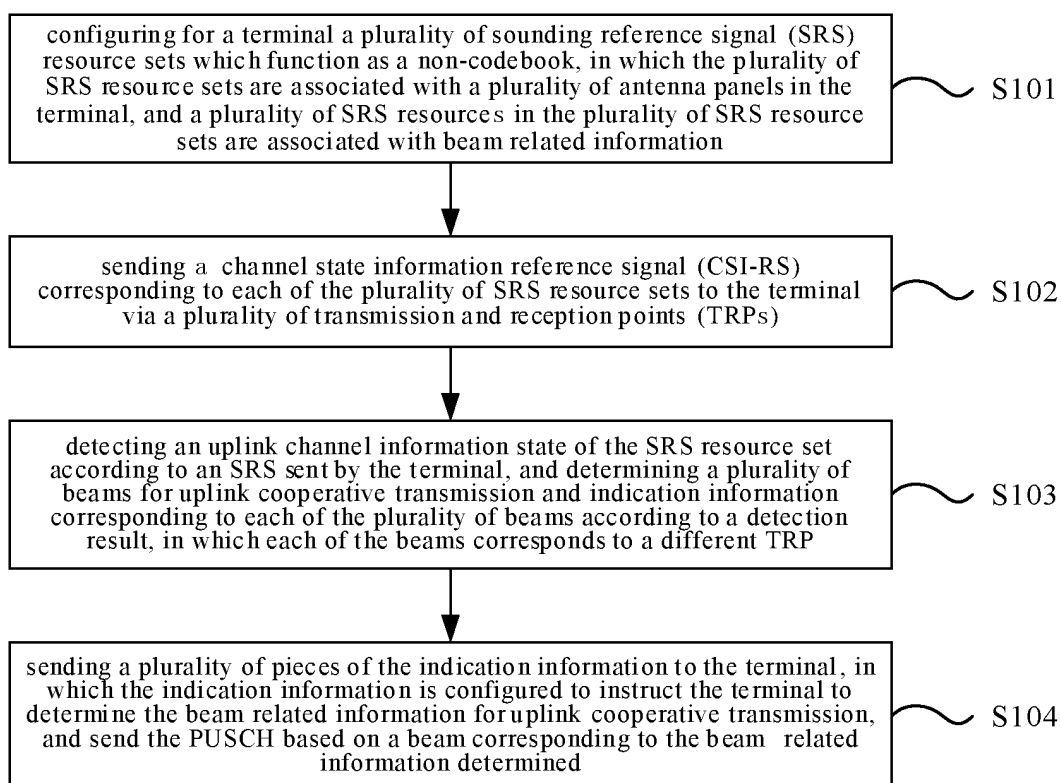 configuring for a terminal a plurality of sounding reference signal (SRS)
resource sets which function as a non-codebook, in which the plurality of
SRS resource sets are associated with a plurality of antenna panels in the
terminal, and a plurality of SRS resources in the plurality of SRS resource
sets are associated with beam related information
S101
sending a channel state information reference signal (CSI-RS)
corresponding to each of the plurality of SRS resource sets to the terminal
via a plurality of transmission and reception points (TRPs)
S102
detecting an uplink channel information state of the SRS resource set
according to an SRS sent by the terminal, and determining a plurality of
beams for uplink cooperative transmission and indication information
corresponding to each of the plurality of beams according to a detection
result, in which each of the beams corresponds to a different TRP
S103
sending a plurality of pieces of the indication information to the terminal, in
which the indication information is configured to instruct the terminal to
determine the beam related information for uplink cooperative transmission,
and send the PUSCH based on a beam corresponding to the beam related
information determined
S104